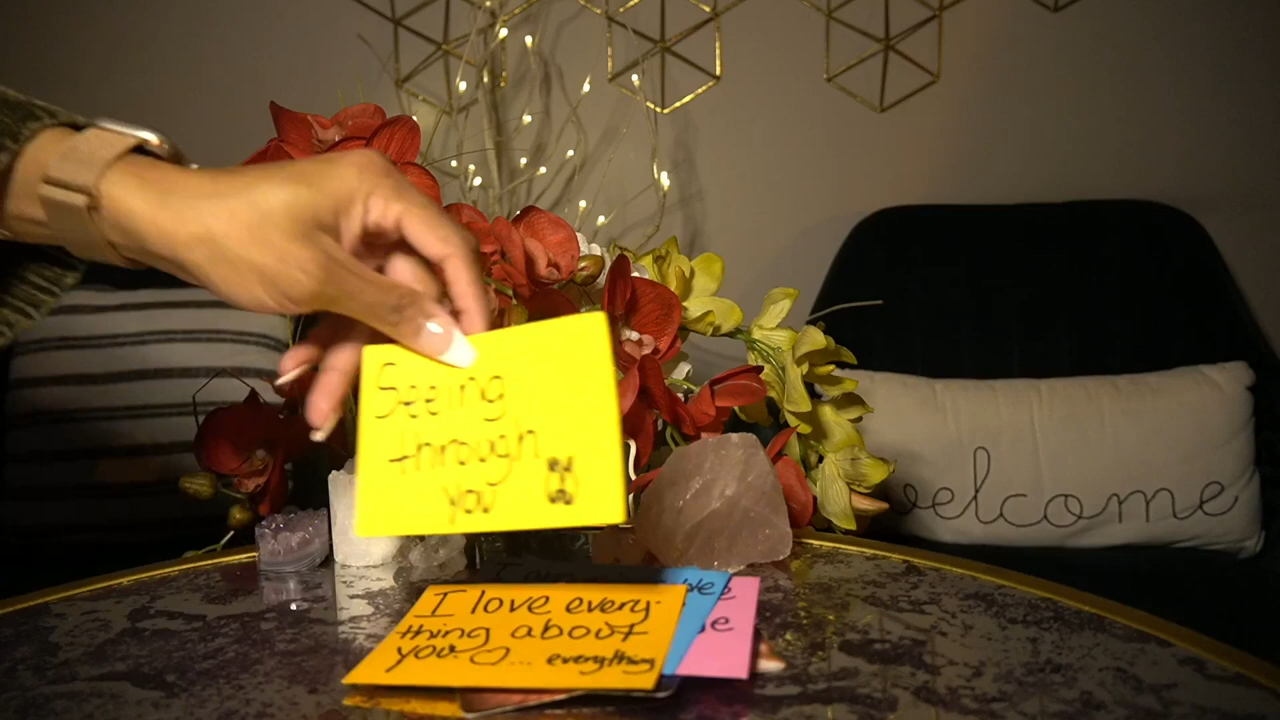 Seeing
through
you
welcome
I love every-
thing about
you. ♡... everything